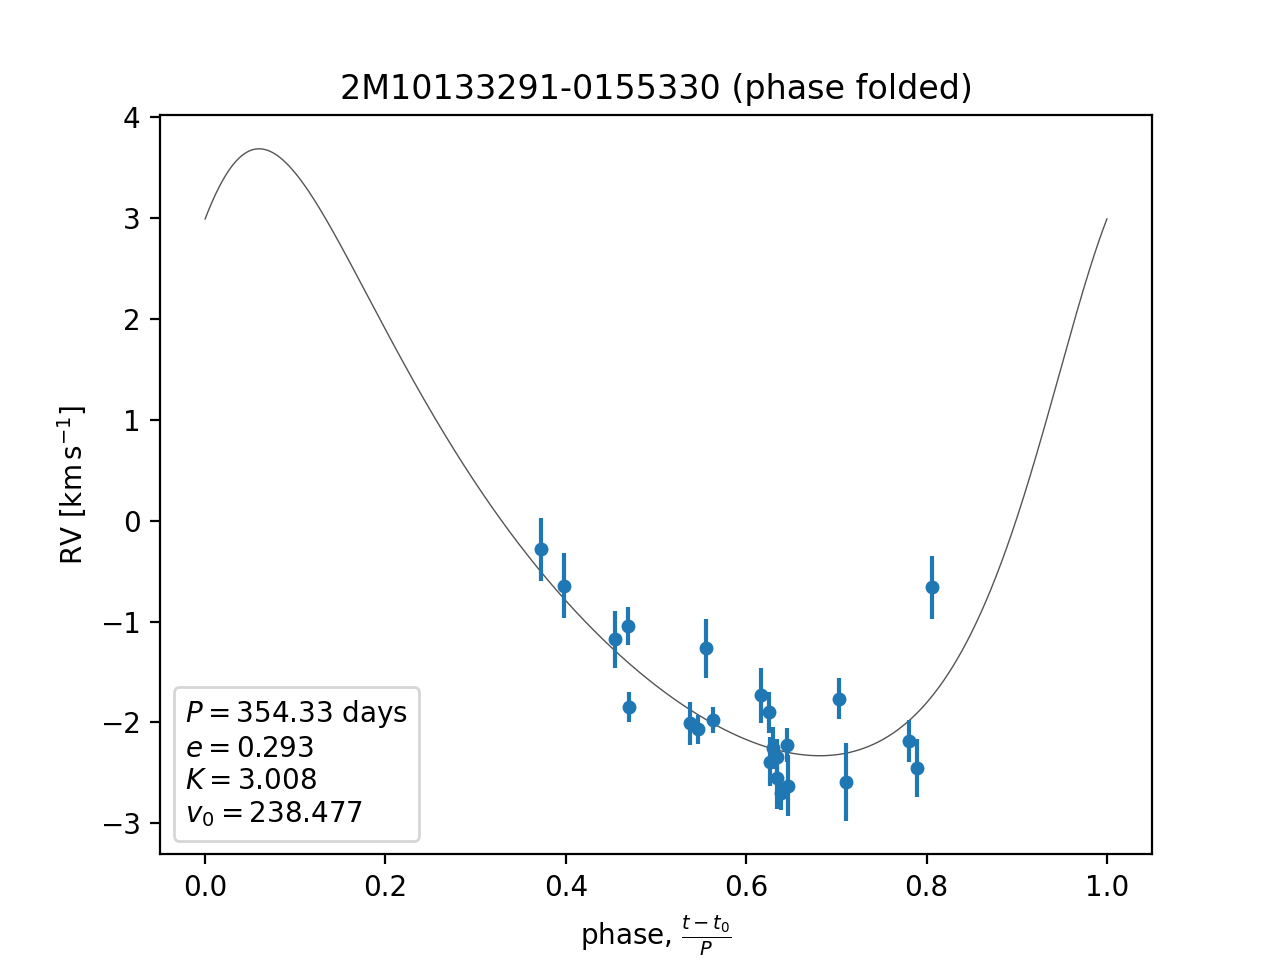 2M10133291-0155330 (phase folded)
4
3
2
1
0
−1
−2
−3
RV [km s⁻¹]
P = 354.33 days
e = 0.293
K = 3.008
v₀ = 238.477
0.0 0.2 0.4 0.6 0.8 1.0
phase, (t − t₀)/P